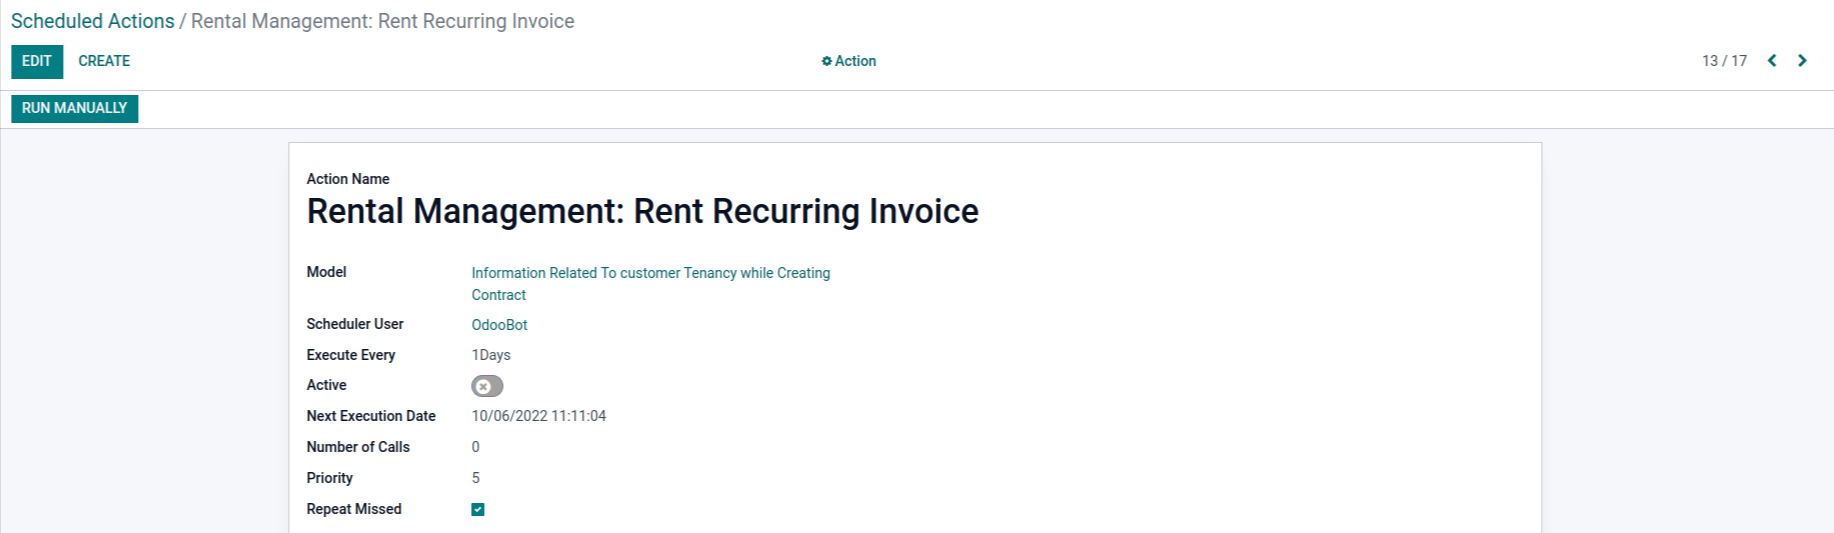 Scheduled Actions / Rental Management: Rent Recurring Invoice
EDIT CREATE Action 13 / 17
RUN MANUALLY
Action Name
Rental Management: Rent Recurring Invoice
Model Information Related To customer Tenancy while Creating
Contract
Scheduler User OdooBot
Execute Every 1Days
Active
Next Execution Date 10/06/2022 11:11:04
Number of Calls 0
Priority 5
Repeat Missed